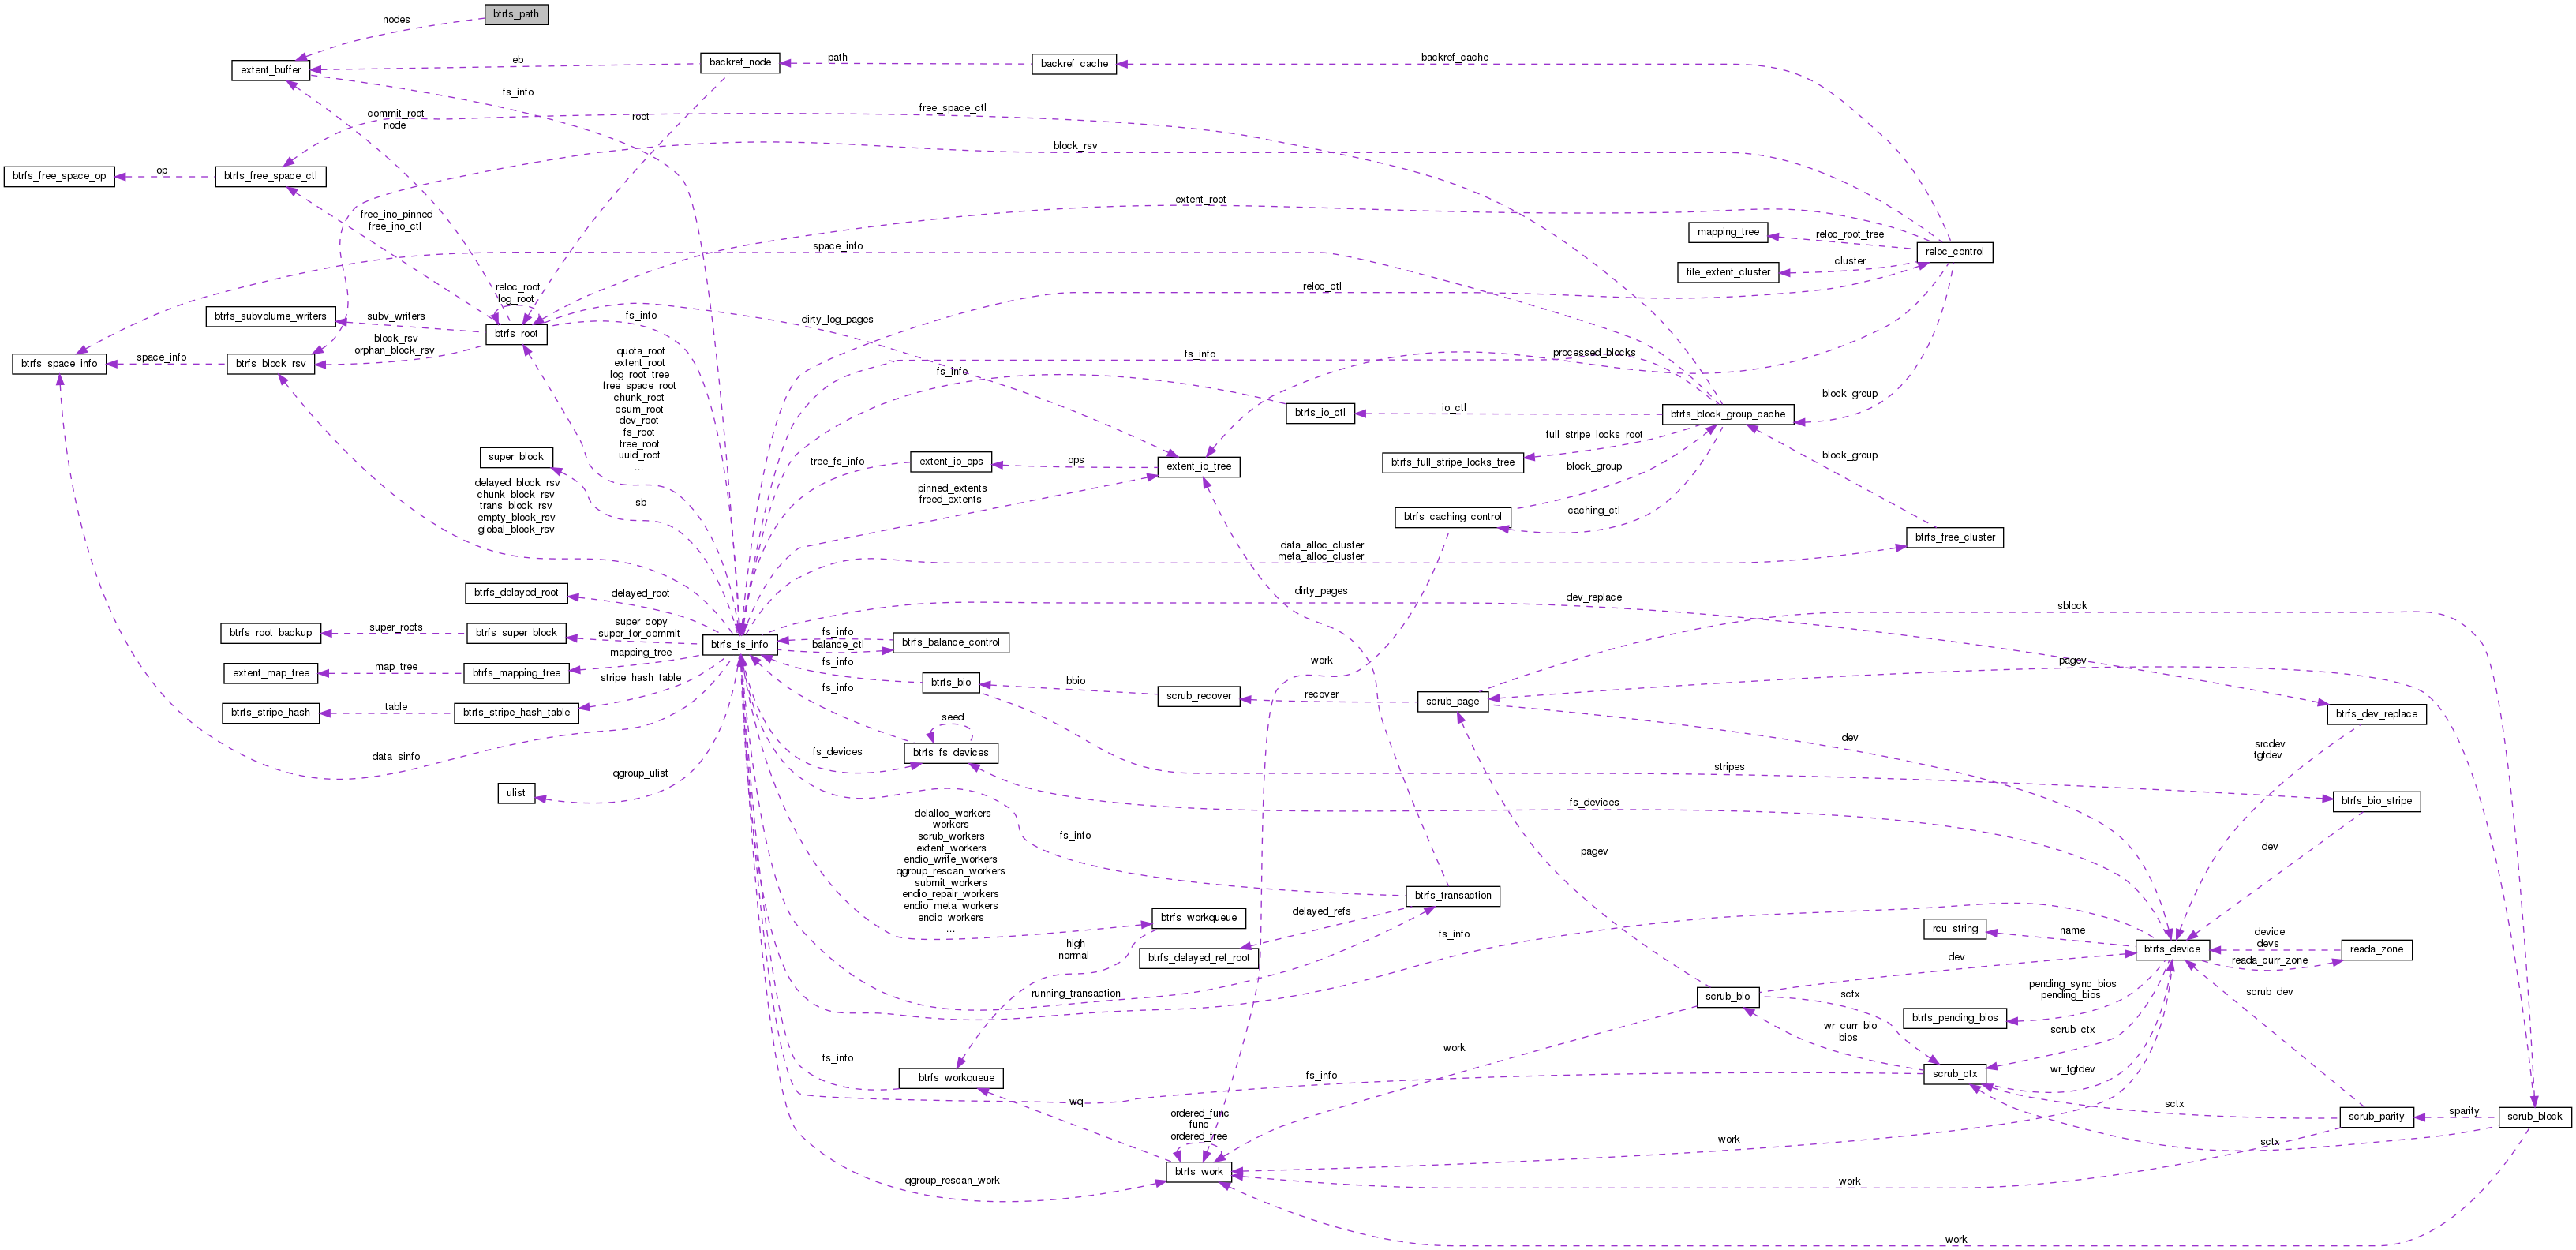 btrfs_path
nodes
backref_node
path
backref_cache
backref_cache
eb
extent_buffer
fs_info
free_space_ctl
commit_root
node
root
block_rsv
btrfs_free_space_op
op
btrfs_free_space_ctl
extent_root
free_ino_pinned
free_ino_ctl
mapping_tree
reloc_root_tree
space_info
reloc_control
file_extent_cluster
cluster
reloc_root
log_root
reloc_ctl
btrfs_subvolume_writers
subv_writers
fs_info
dirty_log_pages
btrfs_root
block_rsv
orphan_block_rsv
btrfs_space_info
space_info
btrfs_block_rsv
fs_info
processed_blocks
quota_root
extent_root
log_root_tree
free_space_root
chunk_root
csum_root
dev_root
fs_root
tree_root
uuid_root
...
fs_info
block_group
btrfs_io_ctl
io_ctl
btrfs_block_group_cache
full_stripe_locks_root
super_block
tree_fs_info
extent_io_ops
ops
extent_io_tree
btrfs_full_stripe_locks_tree
block_group
block_group
delayed_block_rsv
chunk_block_rsv
trans_block_rsv
empty_block_rsv
global_block_rsv
sb
pinned_extents
freed_extents
btrfs_caching_control
caching_ctl
btrfs_free_cluster
data_alloc_cluster
meta_alloc_cluster
btrfs_delayed_root
delayed_root
dirty_pages
dev_replace
sblock
btrfs_root_backup
super_roots
btrfs_super_block
super_copy
super_for_commit
btrfs_fs_info
fs_info
balance_ctl
btrfs_balance_control
mapping_tree
fs_info
work
pagev
extent_map_tree
map_tree
btrfs_mapping_tree
stripe_hash_table
btrfs_bio
bbio
scrub_recover
recover
scrub_page
fs_info
btrfs_stripe_hash
table
btrfs_stripe_hash_table
seed
btrfs_dev_replace
data_sinfo
fs_devices
btrfs_fs_devices
dev
srcdev
tgtdev
qgroup_ulist
stripes
ulist
fs_devices
btrfs_bio_stripe
delalloc_workers
workers
scrub_workers
extent_workers
endio_write_workers
qgroup_rescan_workers
submit_workers
endio_repair_workers
endio_meta_workers
endio_workers
...
fs_info
pagev
dev
btrfs_transaction
btrfs_workqueue
delayed_refs
high
normal
btrfs_delayed_ref_root
fs_info
rcu_string
name
btrfs_device
device
devs
reada_curr_zone
reada_zone
dev
running_transaction
scrub_bio
sctx
pending_sync_bios
pending_bios
scrub_dev
btrfs_pending_bios
wr_curr_bio
bios
scrub_ctx
work
fs_info
__btrfs_workqueue
fs_info
scrub_ctx
wr_tgtdev
wq
ordered_func
func
ordered_free
sctx
scrub_parity
sparity
scrub_block
work
sctx
btrfs_work
qgroup_rescan_work
work
work